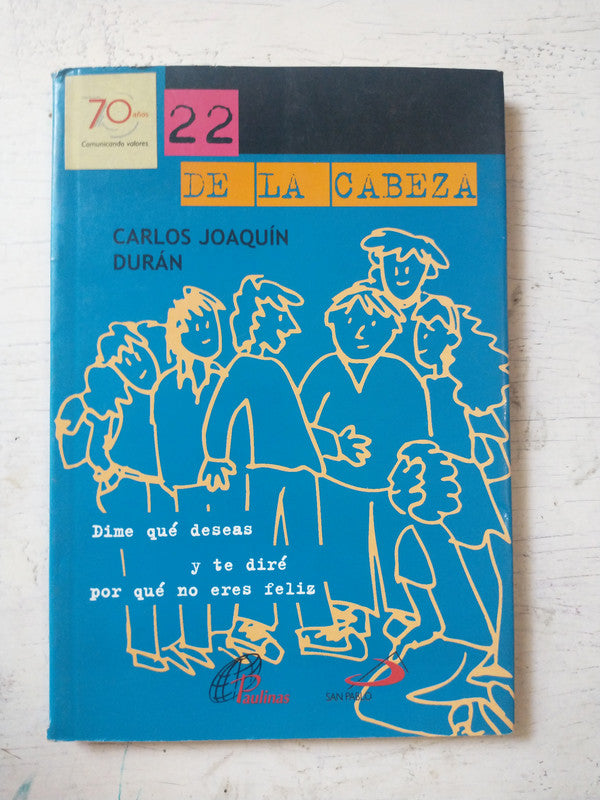 70 años
Comunicando valores
22
DE LA CABEZA
CARLOS JOAQUÍN
DURÁN
Dime qué deseas
y te diré
por qué no eres feliz
Paulinas
SAN PABLO